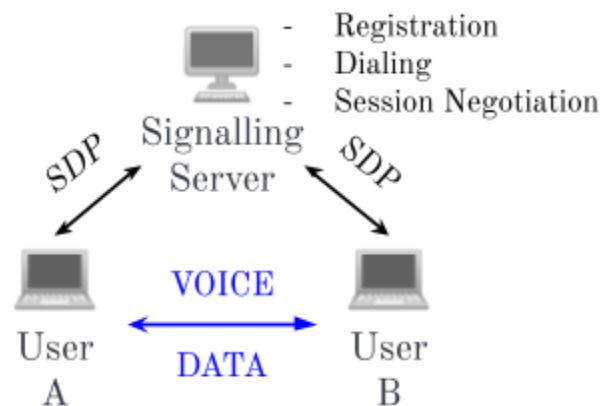 - Registration
- Dialing
- Session Negotiation
Signalling
Server
SDP
SDP
VOICE
DATA
User
A
User
B